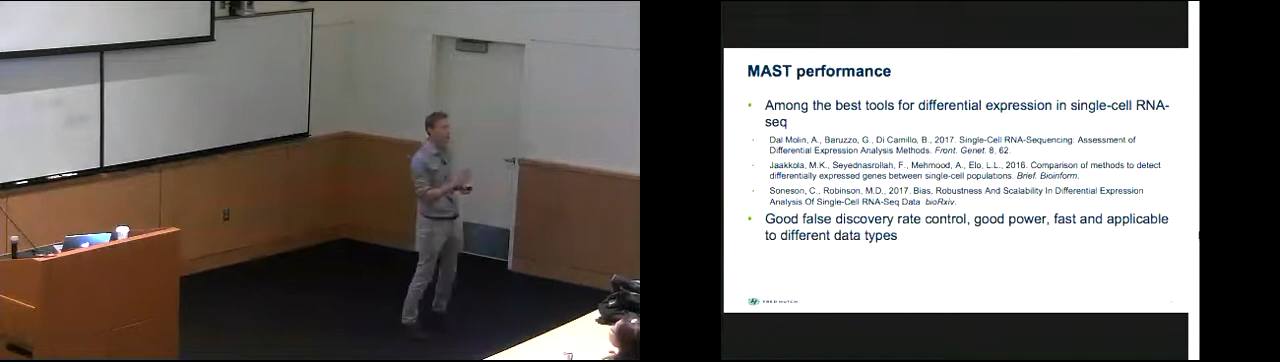 MAST performance
• Among the best tools for differential expression in single-cell RNA-
seq
• Dal Molin, A., Baruzzo, G., Di Camillo, B., 2017. Single-Cell RNA-Sequencing: Assessment of
Differential Expression Analysis Methods. Front. Genet. 8, 62.
• Jaakkola, M.K., Seyednasrollah, F., Mehmood, A., Elo, L.L., 2016. Comparison of methods to detect
differentially expressed genes between single-cell populations. Brief. Bioinform.
• Soneson, C., Robinson, M.D., 2017. Bias, Robustness And Scalability In Differential Expression
Analysis Of Single-Cell RNA-Seq Data. bioRxiv.
• Good false discovery rate control, good power, fast and applicable
to different data types
FRED HUTCH